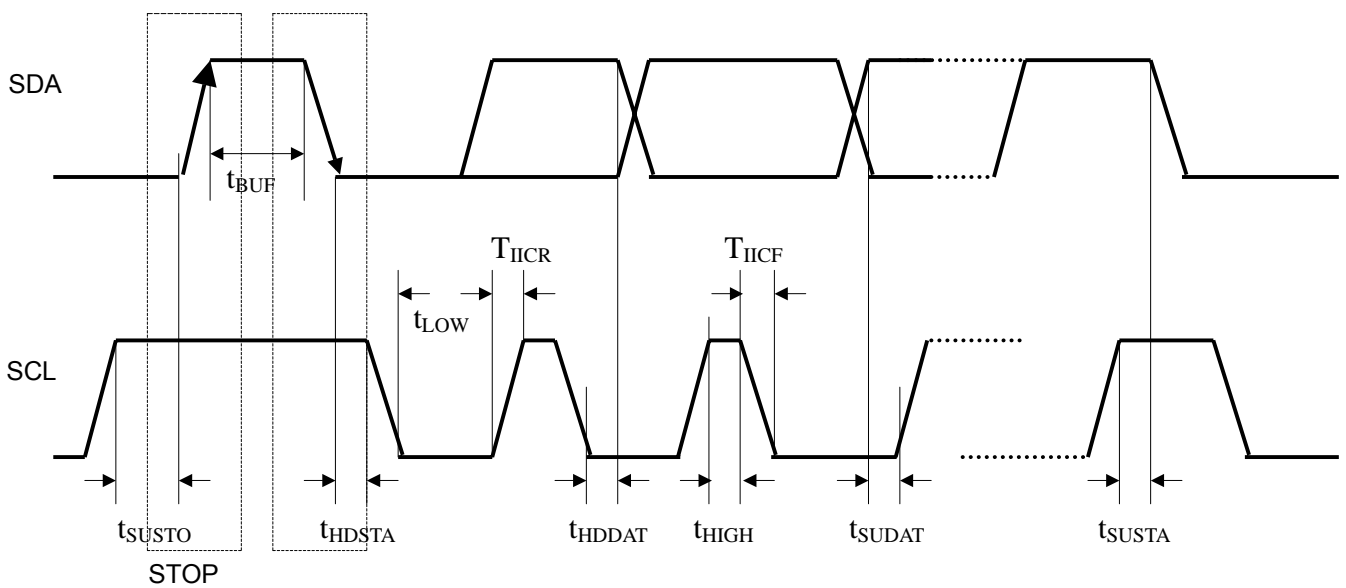 SDA
tBUF
TIICR
TIICF
tLOW
SCL
tSUSTO
tHDSTA
tHDDAT
tHIGH
tSUDAT
tSUSTA
STOP